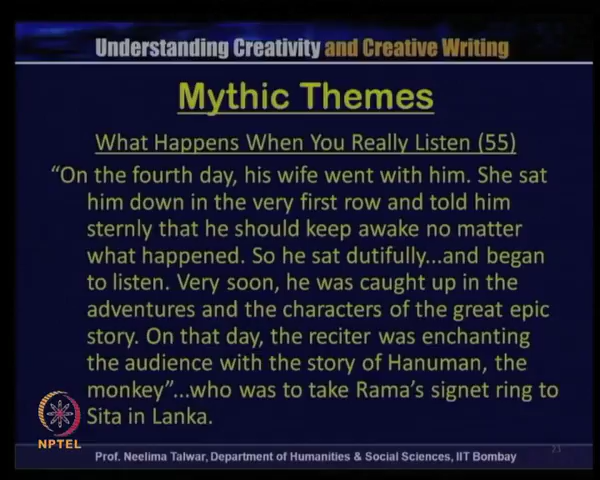 Understanding Creativity and Creative Writing
Mythic Themes
What Happens When You Really Listen (55)
“On the fourth day, his wife went with him. She sat
him down in the very first row and told him
sternly that he should keep awake no matter
what happened. So he sat dutifully...and began
to listen. Very soon, he was caught up in the
adventures and the characters of the great epic
story. On that day, the reciter was enchanting
the audience with the story of Hanuman, the
monkey”...who was to take Rama’s signet ring to
Sita in Lanka.
NPTEL
Prof. Neelima Talwar, Department of Humanities & Social Sciences, IIT Bombay